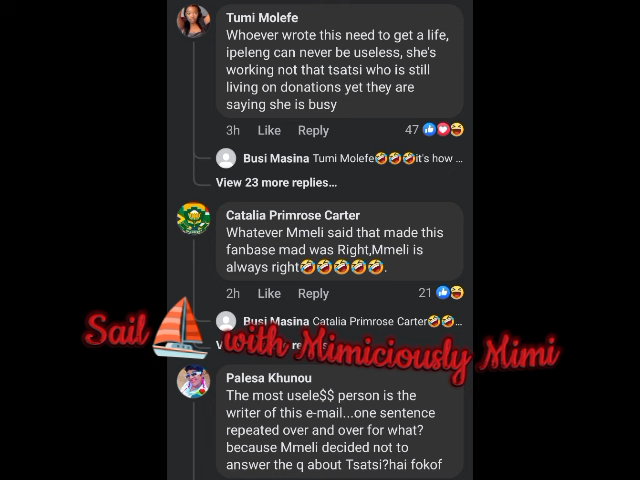 Tumi Molefe
Whoever wrote this need to get a life,
ipeleng can never be useless, she's
working not that tsatsi who is still
living on donations yet they are
saying she is busy
3h Like Reply 47
Busi Masina Tumi Molefe🤣🤣🤣it's how ...
View 23 more replies...
Catalia Primrose Carter
Whatever Mmeli said that made this
fanbase mad was Right,Mmeli is
always right🤣🤣🤣🤣🤣.
2h Like Reply 21
Busi Masina Catalia Primrose Carter🤣🤣...
Sail with Mimiciously Mimi
Palesa Khunou
The most usele$$ person is the
writer of this e-mail...one sentence
repeated over and over for what?
because Mmeli decided not to
answer the q about Tsatsi?hai fokof